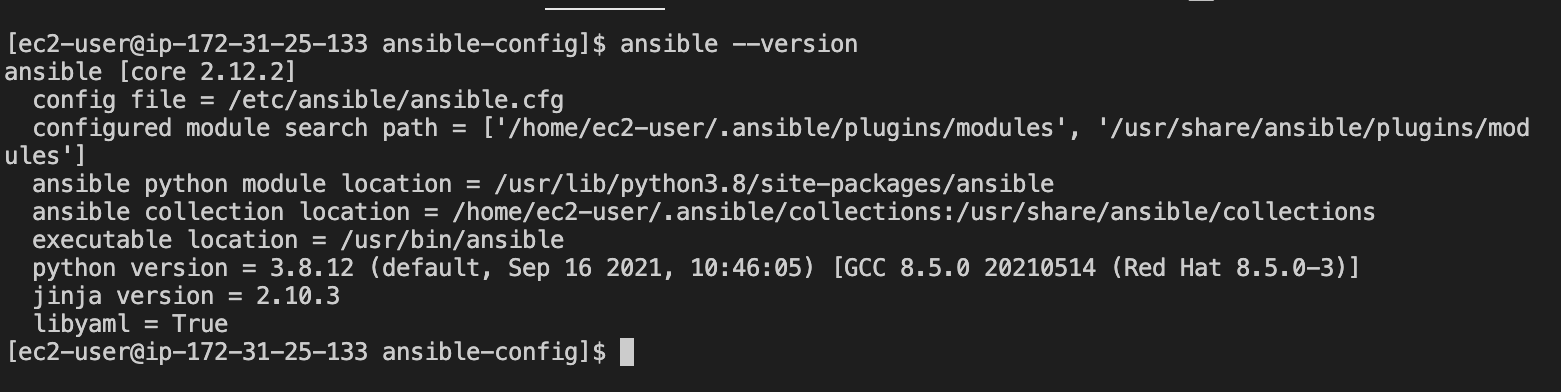 [ec2-user@ip-172-31-25-133 ansible-config]$ ansible --version
ansible [core 2.12.2]
  config file = /etc/ansible/ansible.cfg
  configured module search path = ['/home/ec2-user/.ansible/plugins/modules', '/usr/share/ansible/plugins/mod
ules']
  ansible python module location = /usr/lib/python3.8/site-packages/ansible
  ansible collection location = /home/ec2-user/.ansible/collections:/usr/share/ansible/collections
  executable location = /usr/bin/ansible
  python version = 3.8.12 (default, Sep 16 2021, 10:46:05) [GCC 8.5.0 20210514 (Red Hat 8.5.0-3)]
  jinja version = 2.10.3
  libyaml = True
[ec2-user@ip-172-31-25-133 ansible-config]$